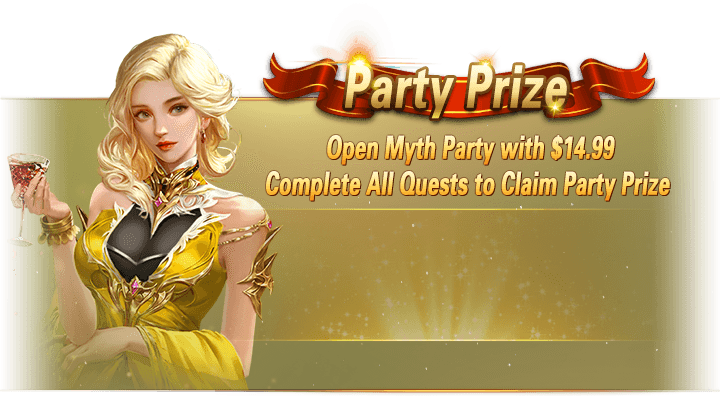 Party Prize
Open Myth Party with $14.99
Complete All Quests to Claim Party Prize